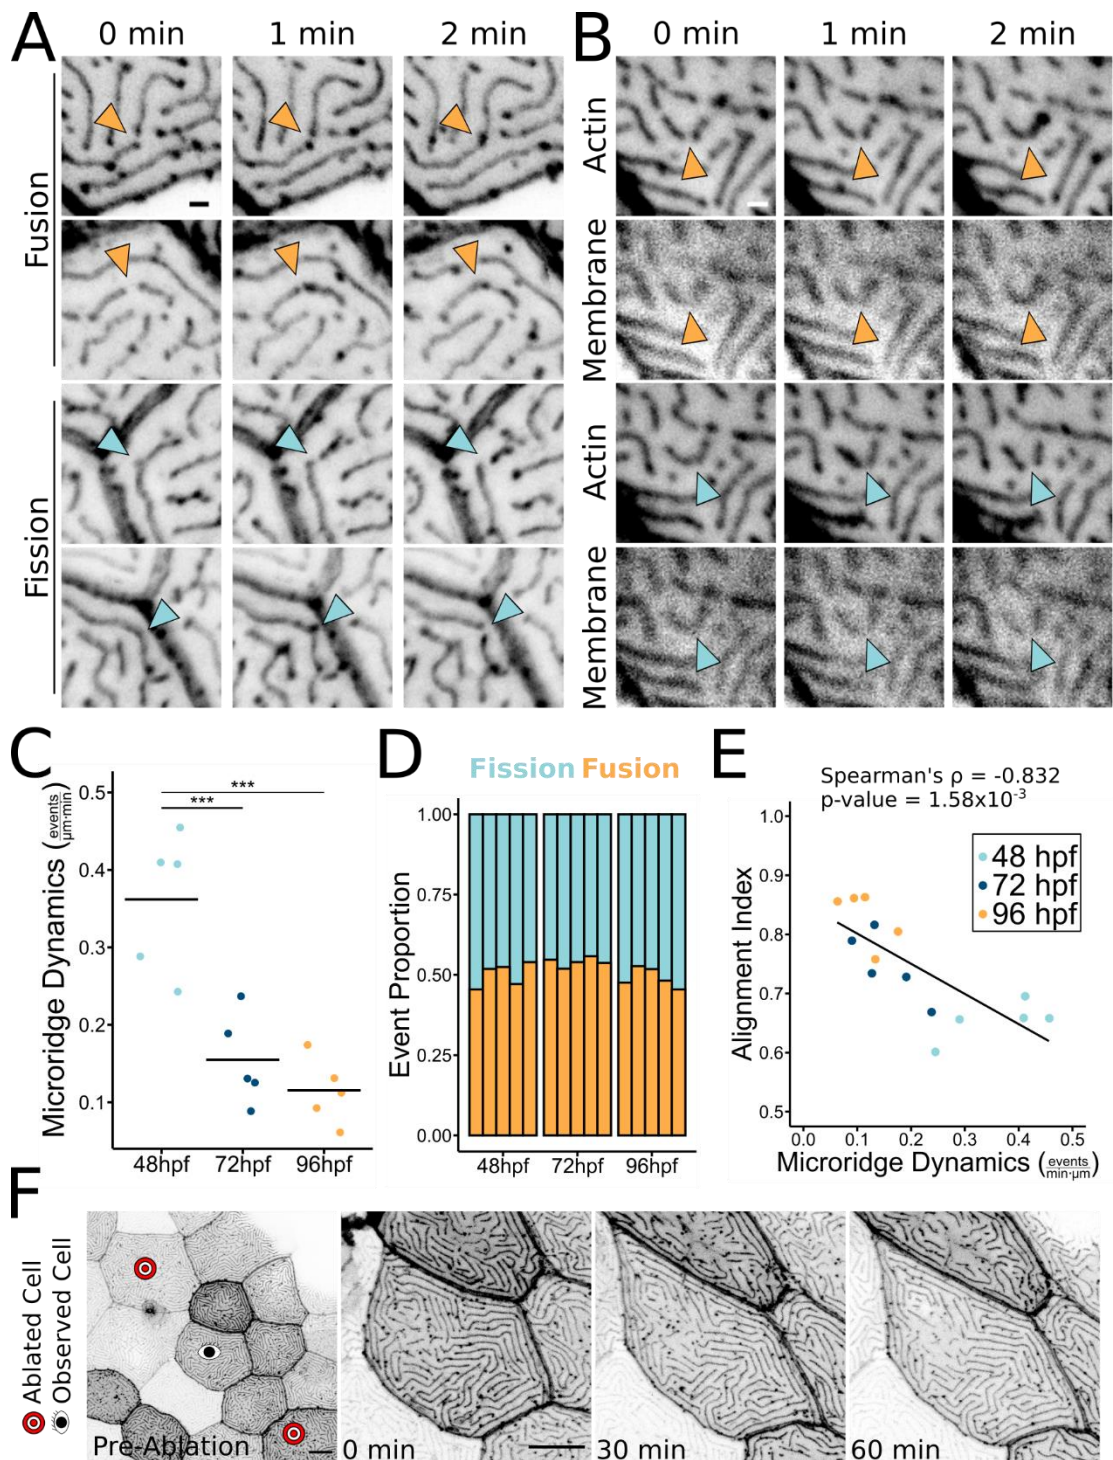 A
0 min 1 min 2 min
Fusion
Fission
B
0 min 1 min 2 min
Actin
Membrane
Actin
Membrane
C
Microridge Dynamics (events/µm·min)
0.5
0.4
0.3
0.2
0.1
***
***
48hpf 72hpf 96hpf
D
Fission Fusion
Event Proportion
1.00
0.75
0.50
0.25
0.00
48hpf 72hpf 96hpf
E
Spearman's ρ = -0.832
p-value = 1.58x10⁻³
48 hpf
72 hpf
96 hpf
Alignment Index
1.0
0.9
0.8
0.7
0.6
0.5
0.0 0.1 0.2 0.3 0.4 0.5
Microridge Dynamics (events/min·µm)
F
Ablated Cell
Observed Cell
Pre-Ablation
0 min
30 min
60 min